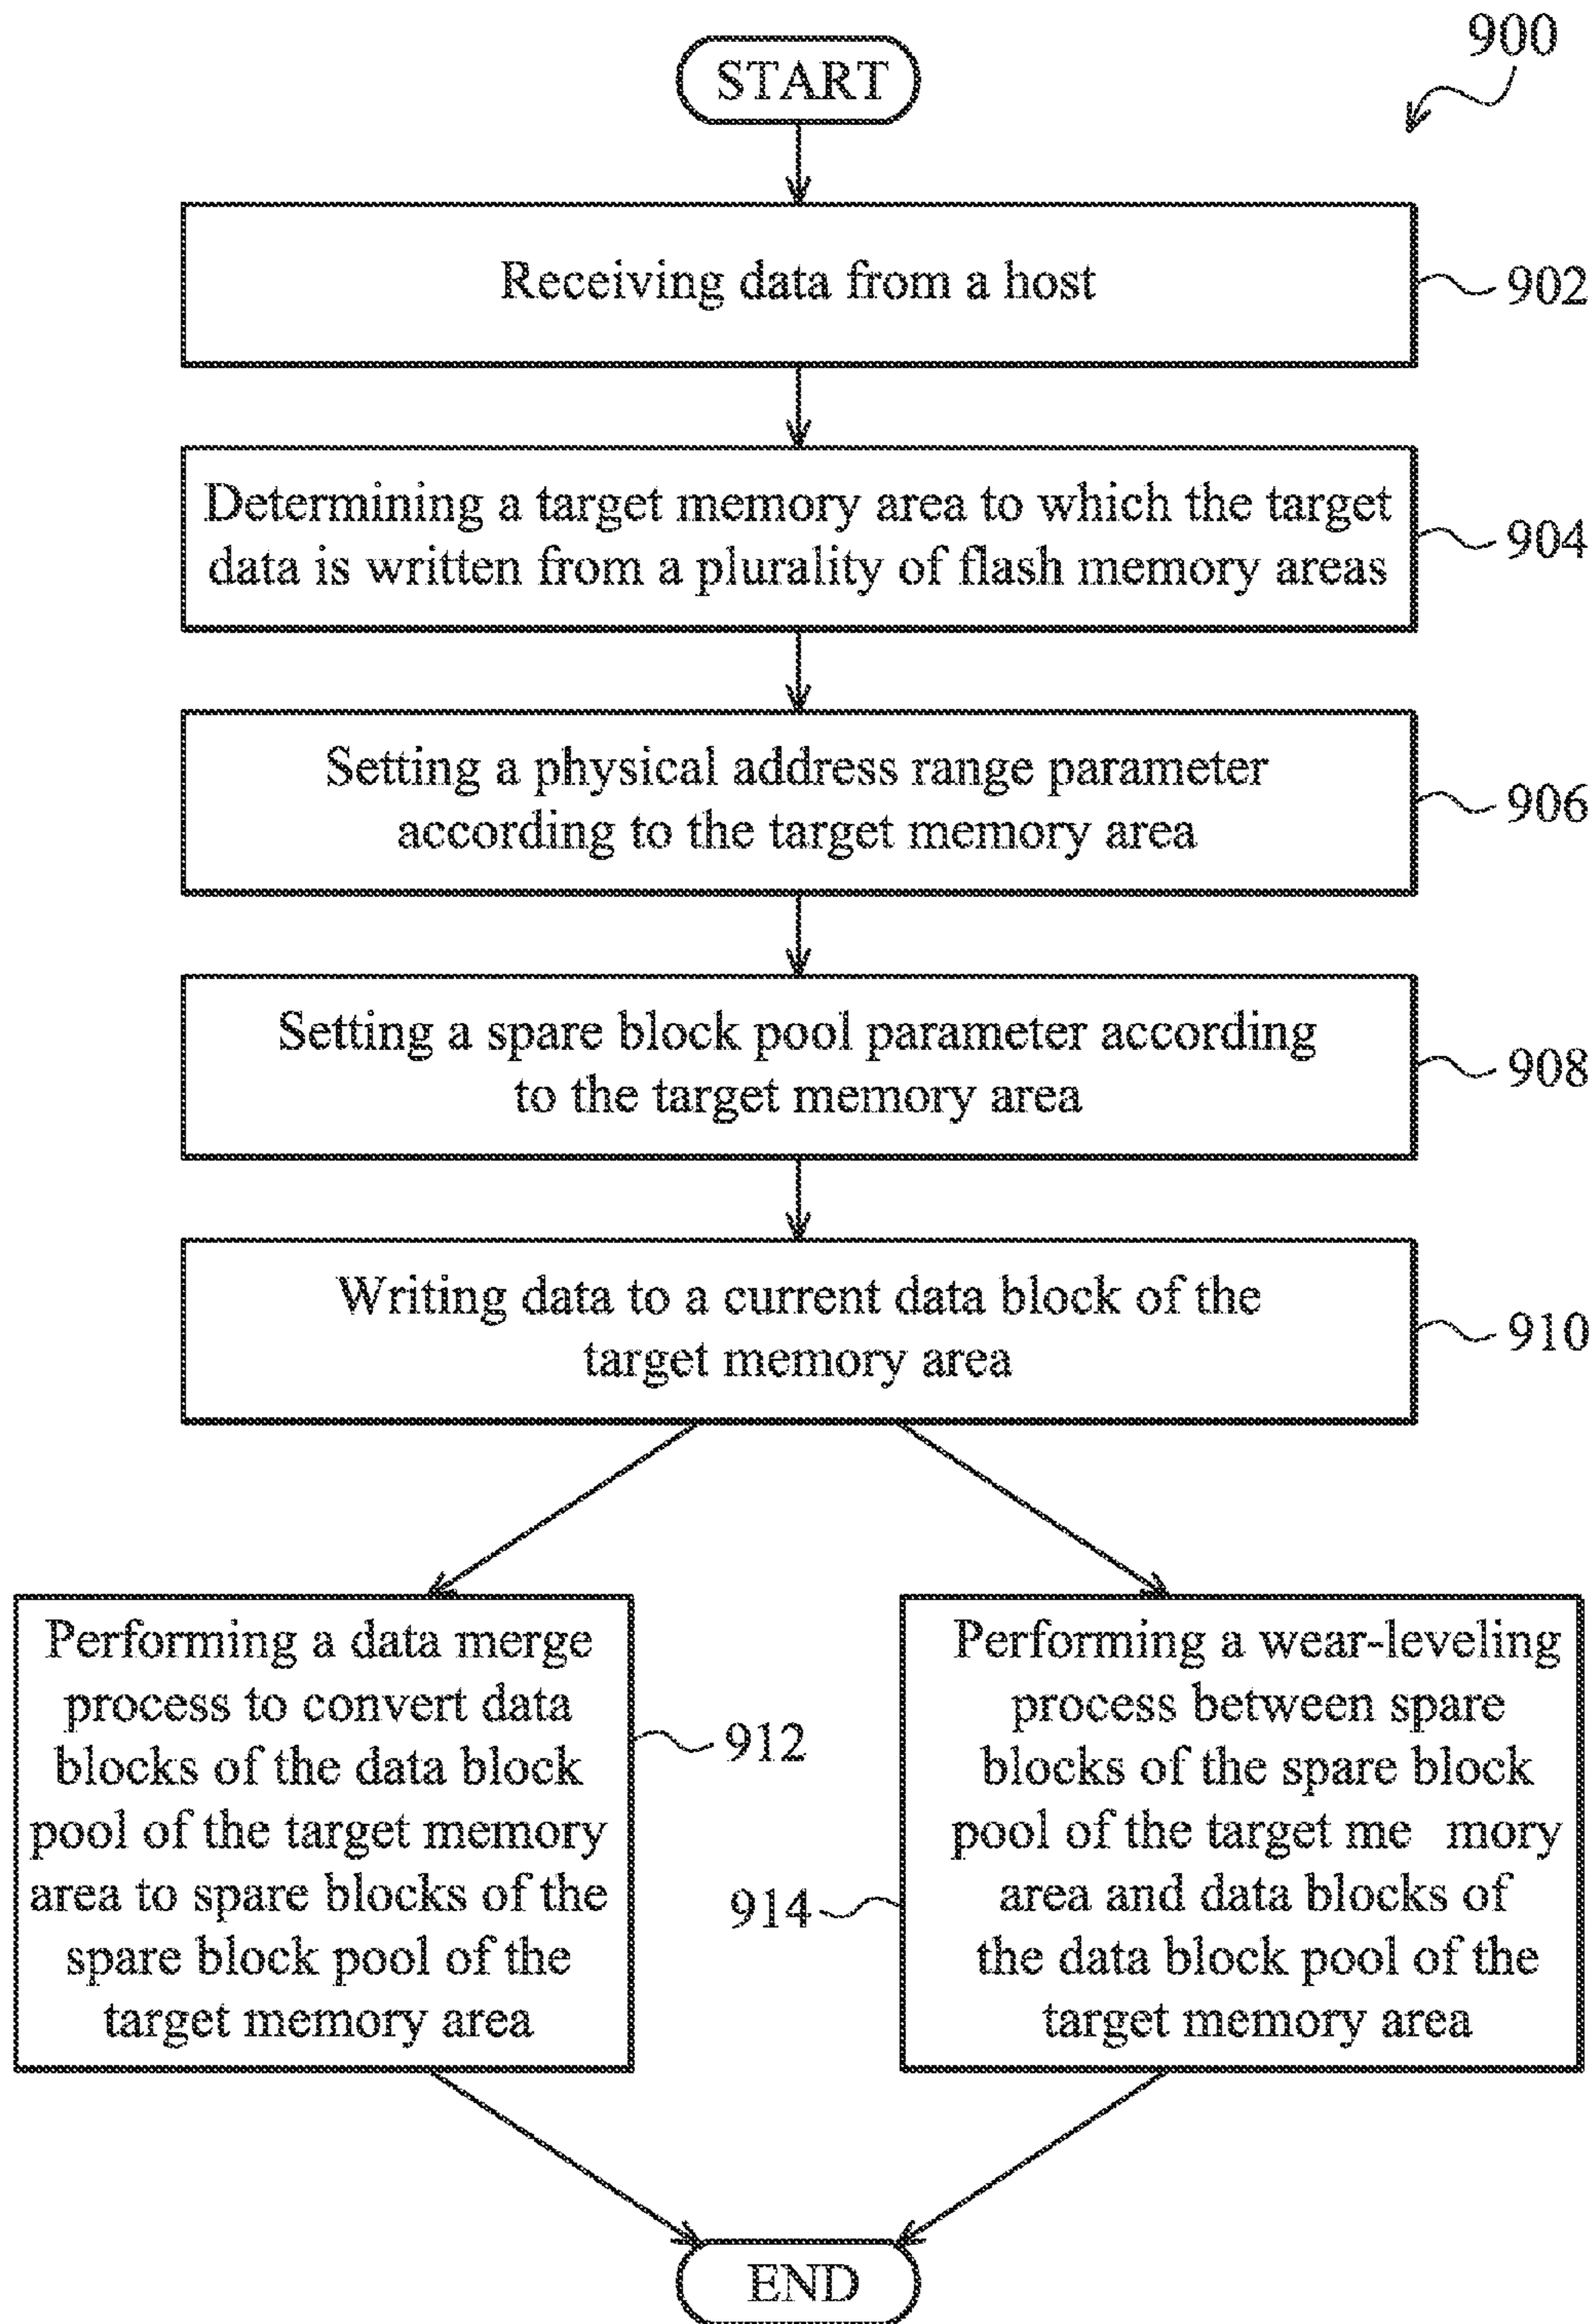 900
START
Receiving data from a host
902
Determining a target memory area to which the target
data is written from a plurality of flash memory areas
904
Setting a physical address range parameter
according to the target memory area
906
Setting a spare block pool parameter according
to the target memory area
908
Writing data to a current data block of the
target memory area
910
Performing a data merge
process to convert data
blocks of the data block
pool of the target memory
area to spare blocks of the
spare block pool of the
target memory area
912
Performing a wear-leveling
process between spare
blocks of the spare block
pool of the target me mory
area and data blocks of
the data block pool of the
target memory area
914
END